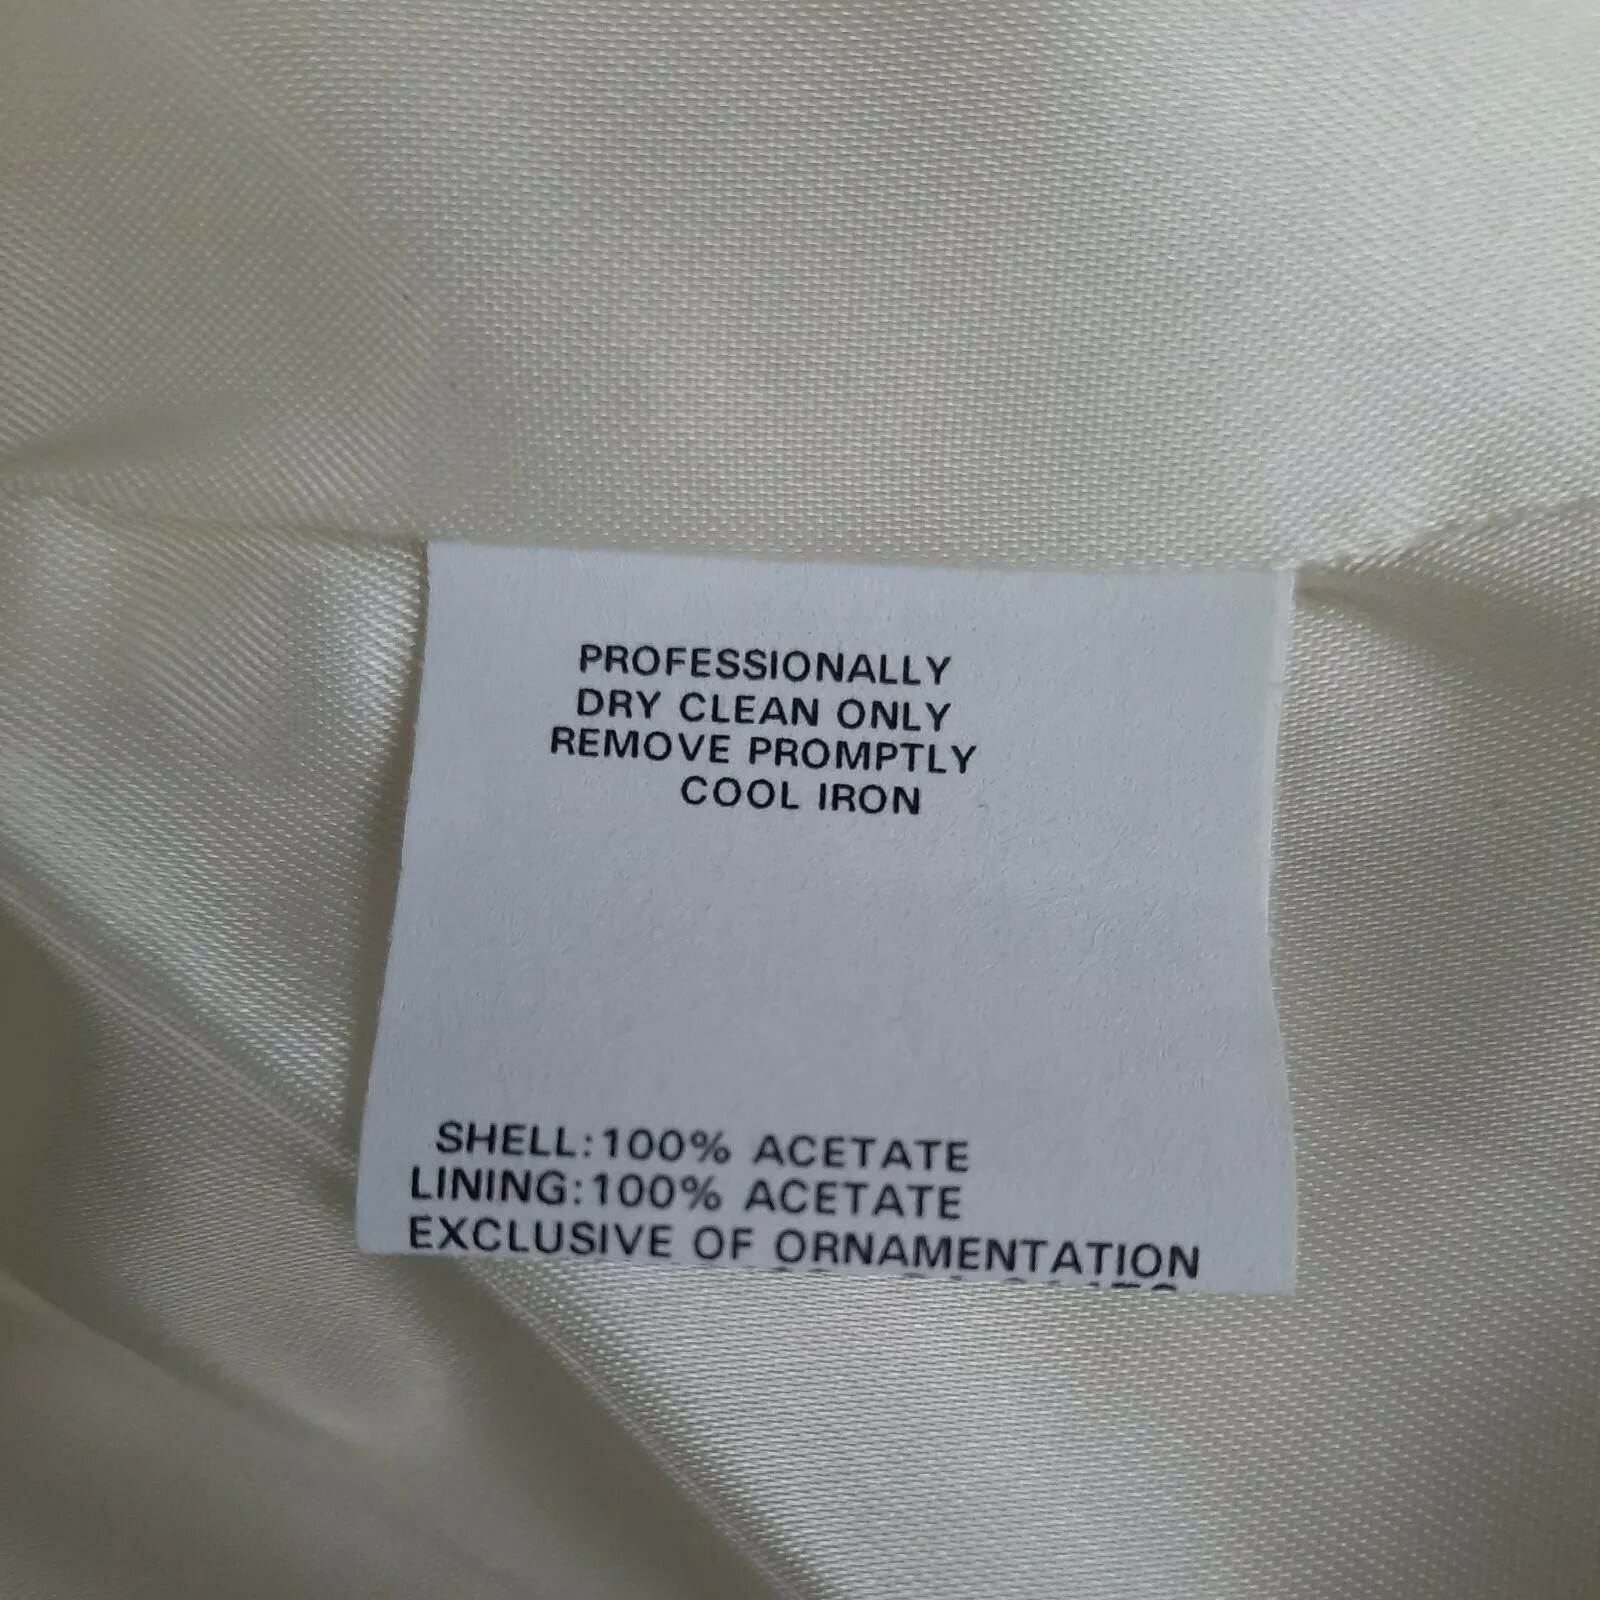 PROFESSIONALLY
DRY CLEAN ONLY
REMOVE PROMPTLY
COOL IRON
SHELL:100% ACETATE
LINING:100% ACETATE
EXCLUSIVE OF ORNAMENTATION